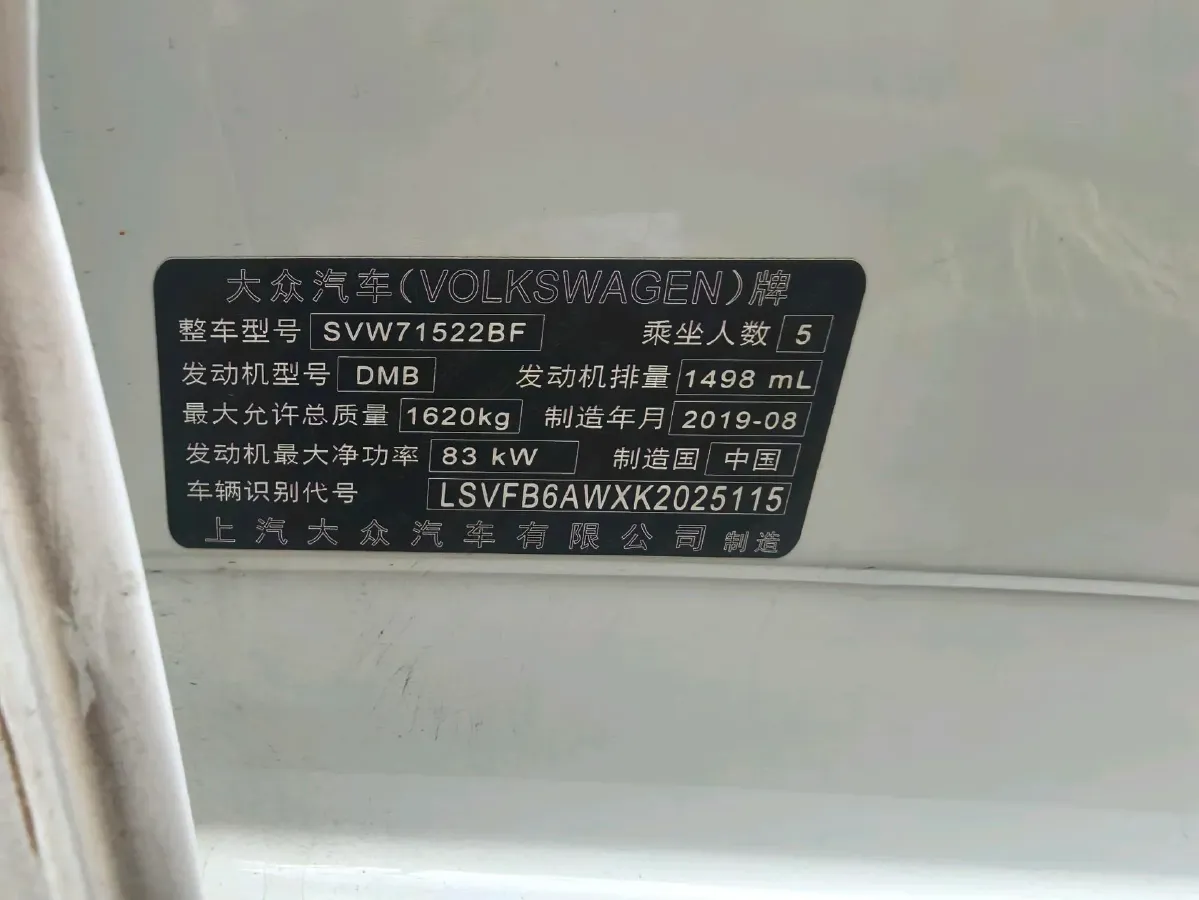 大众汽车(VOLKSWAGEN)牌
整车型号 SVW71522BF 乘坐人数 5
发动机型号 DMB 发动机排量 1498 mL
最大允许总质量 1620kg 制造年月 2019-08
发动机最大净功率 83 kW 制造国 中国
车辆识别代号 LSVFB6AWXK2025115
上汽大众汽车有限公司 制造